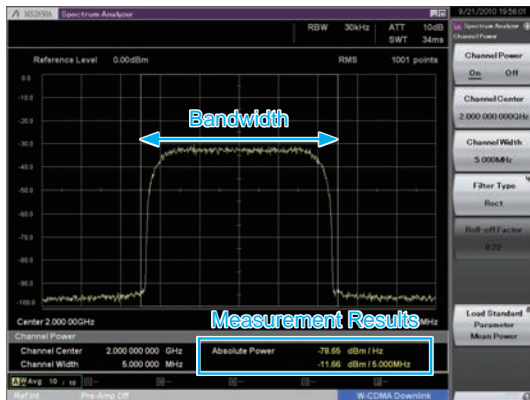 MS2850A Spectrum Analyzer
9/21/2010 19:56:01
RBW 30kHz ATT 10dB
SWT 34ms
Reference Level 0.00dBm RMS 1001 points
Spectrum Analyzer
Channel Power
Channel Power
On Off
Channel Center
2.000 000 000GHz
Channel Width
5.000MHz
Filter Type
Rect
Roll-off Factor
0.22
Load Standard
Parameter
Mean Power
0.0
-10.0
-20.0
-30.0
-40.0
-50.0
-60.0
-70.0
-80.0
-90.0
-100.0
Bandwidth
Measurement Results
Center 2.000 00GHz MHz
Channel Power
Channel Center 2.000 000 000 GHz Absolute Power -78.65 dBm / Hz
Channel Width 5.000 000 MHz -11.66 dBm / 5.000MHz
Avg 10 / 10
Ref.Int Pre-Amp Off W-CDMA Downlink